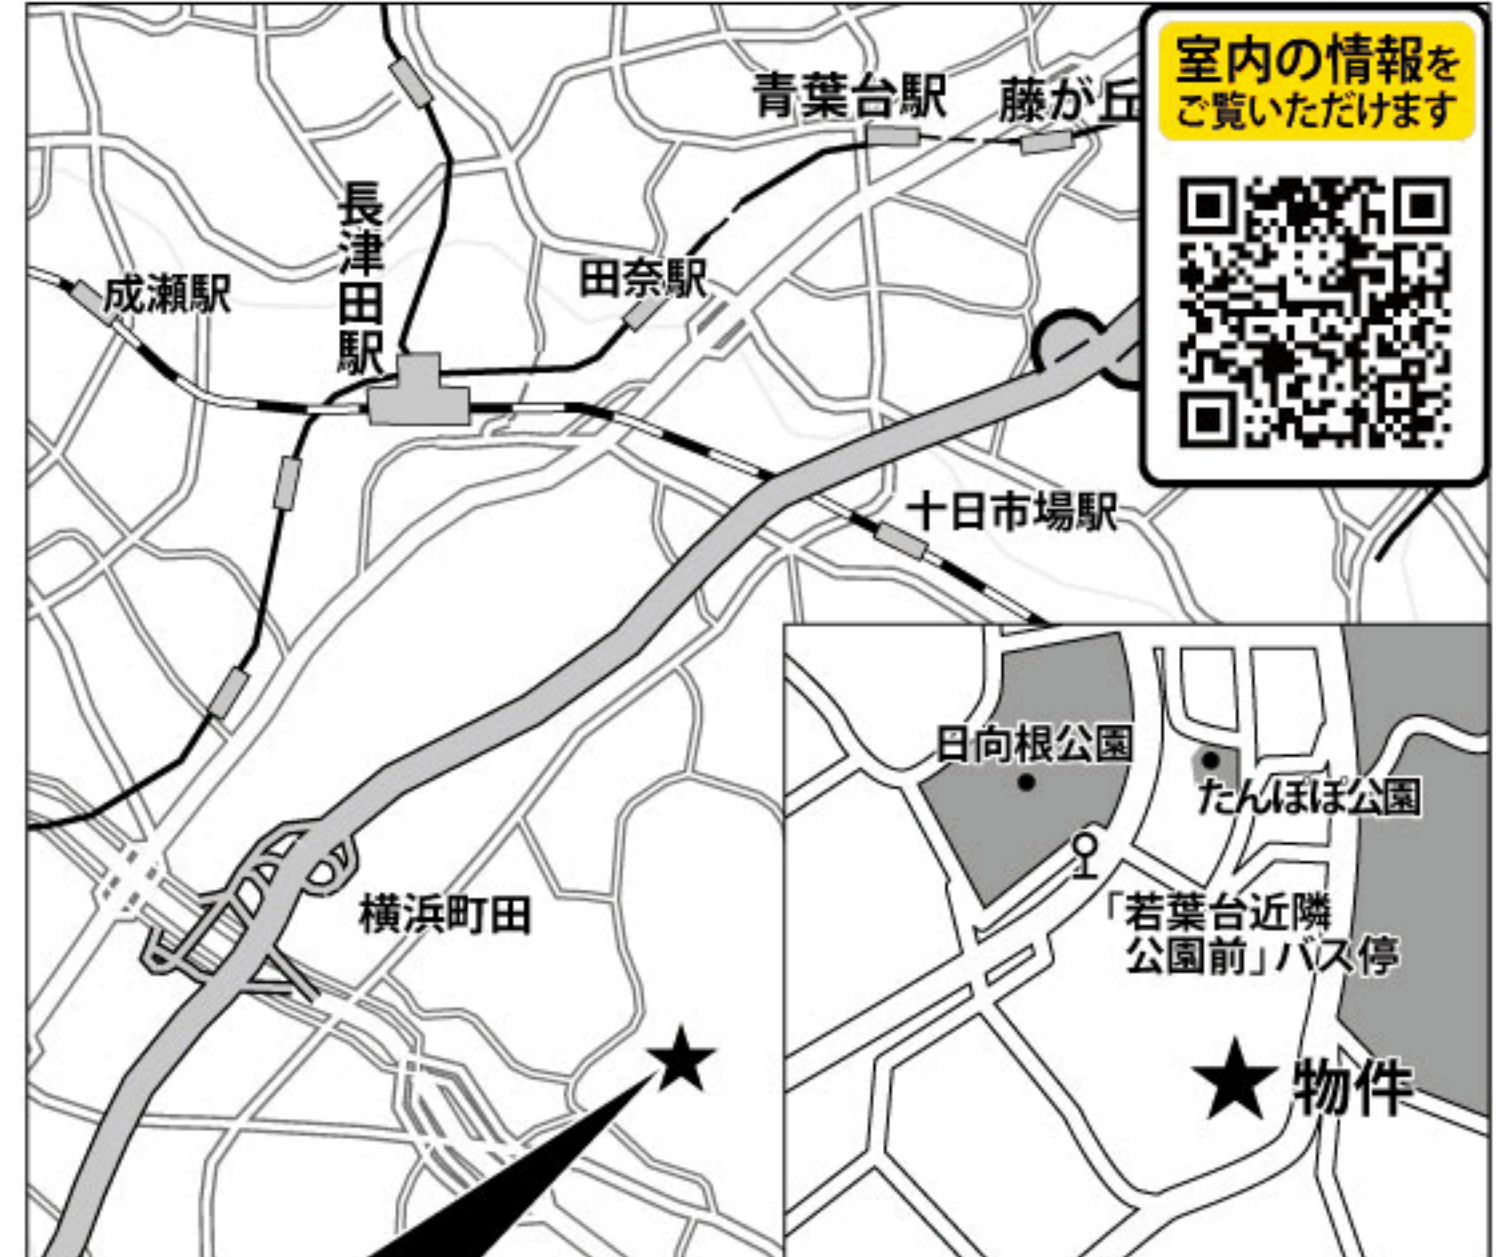 室内の情報を
ご覧いただけます
青葉台駅
藤が丘
長津田駅
成瀬駅
田奈駅
十日市場駅
横浜町田
日向根公園
たんぽぽ公園
「若葉台近隣
公園前」バス停
物件